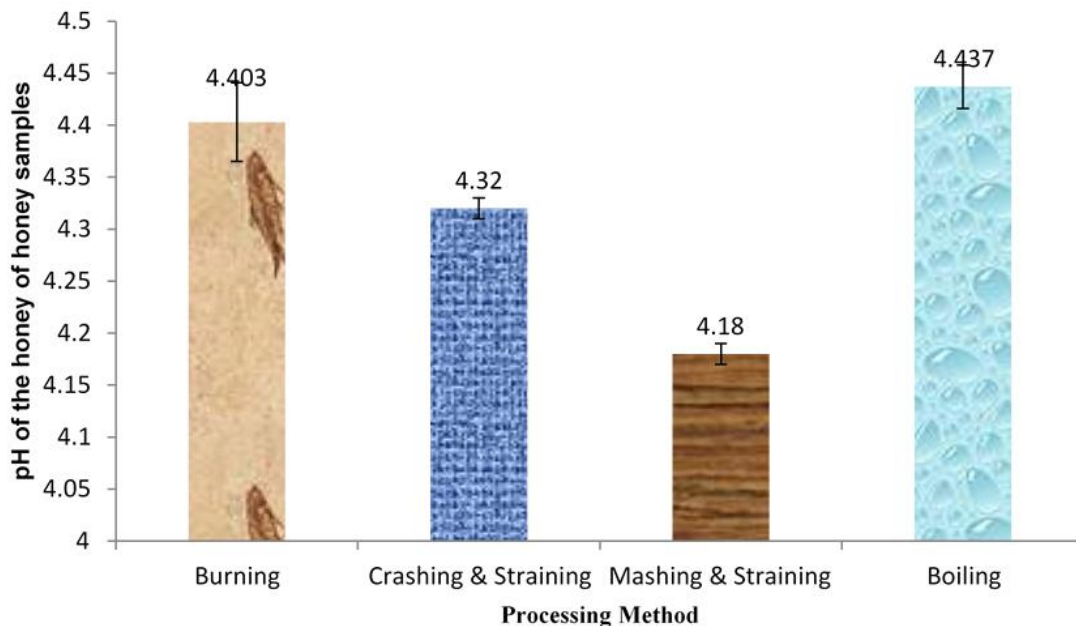 pH of the honey of honey samples
4.5
4.45
4.4
4.35
4.3
4.25
4.2
4.15
4.1
4.05
4
4.403
4.32
4.18
4.437
Burning
Crashing & Straining
Mashing & Straining
Boiling
Processing Method